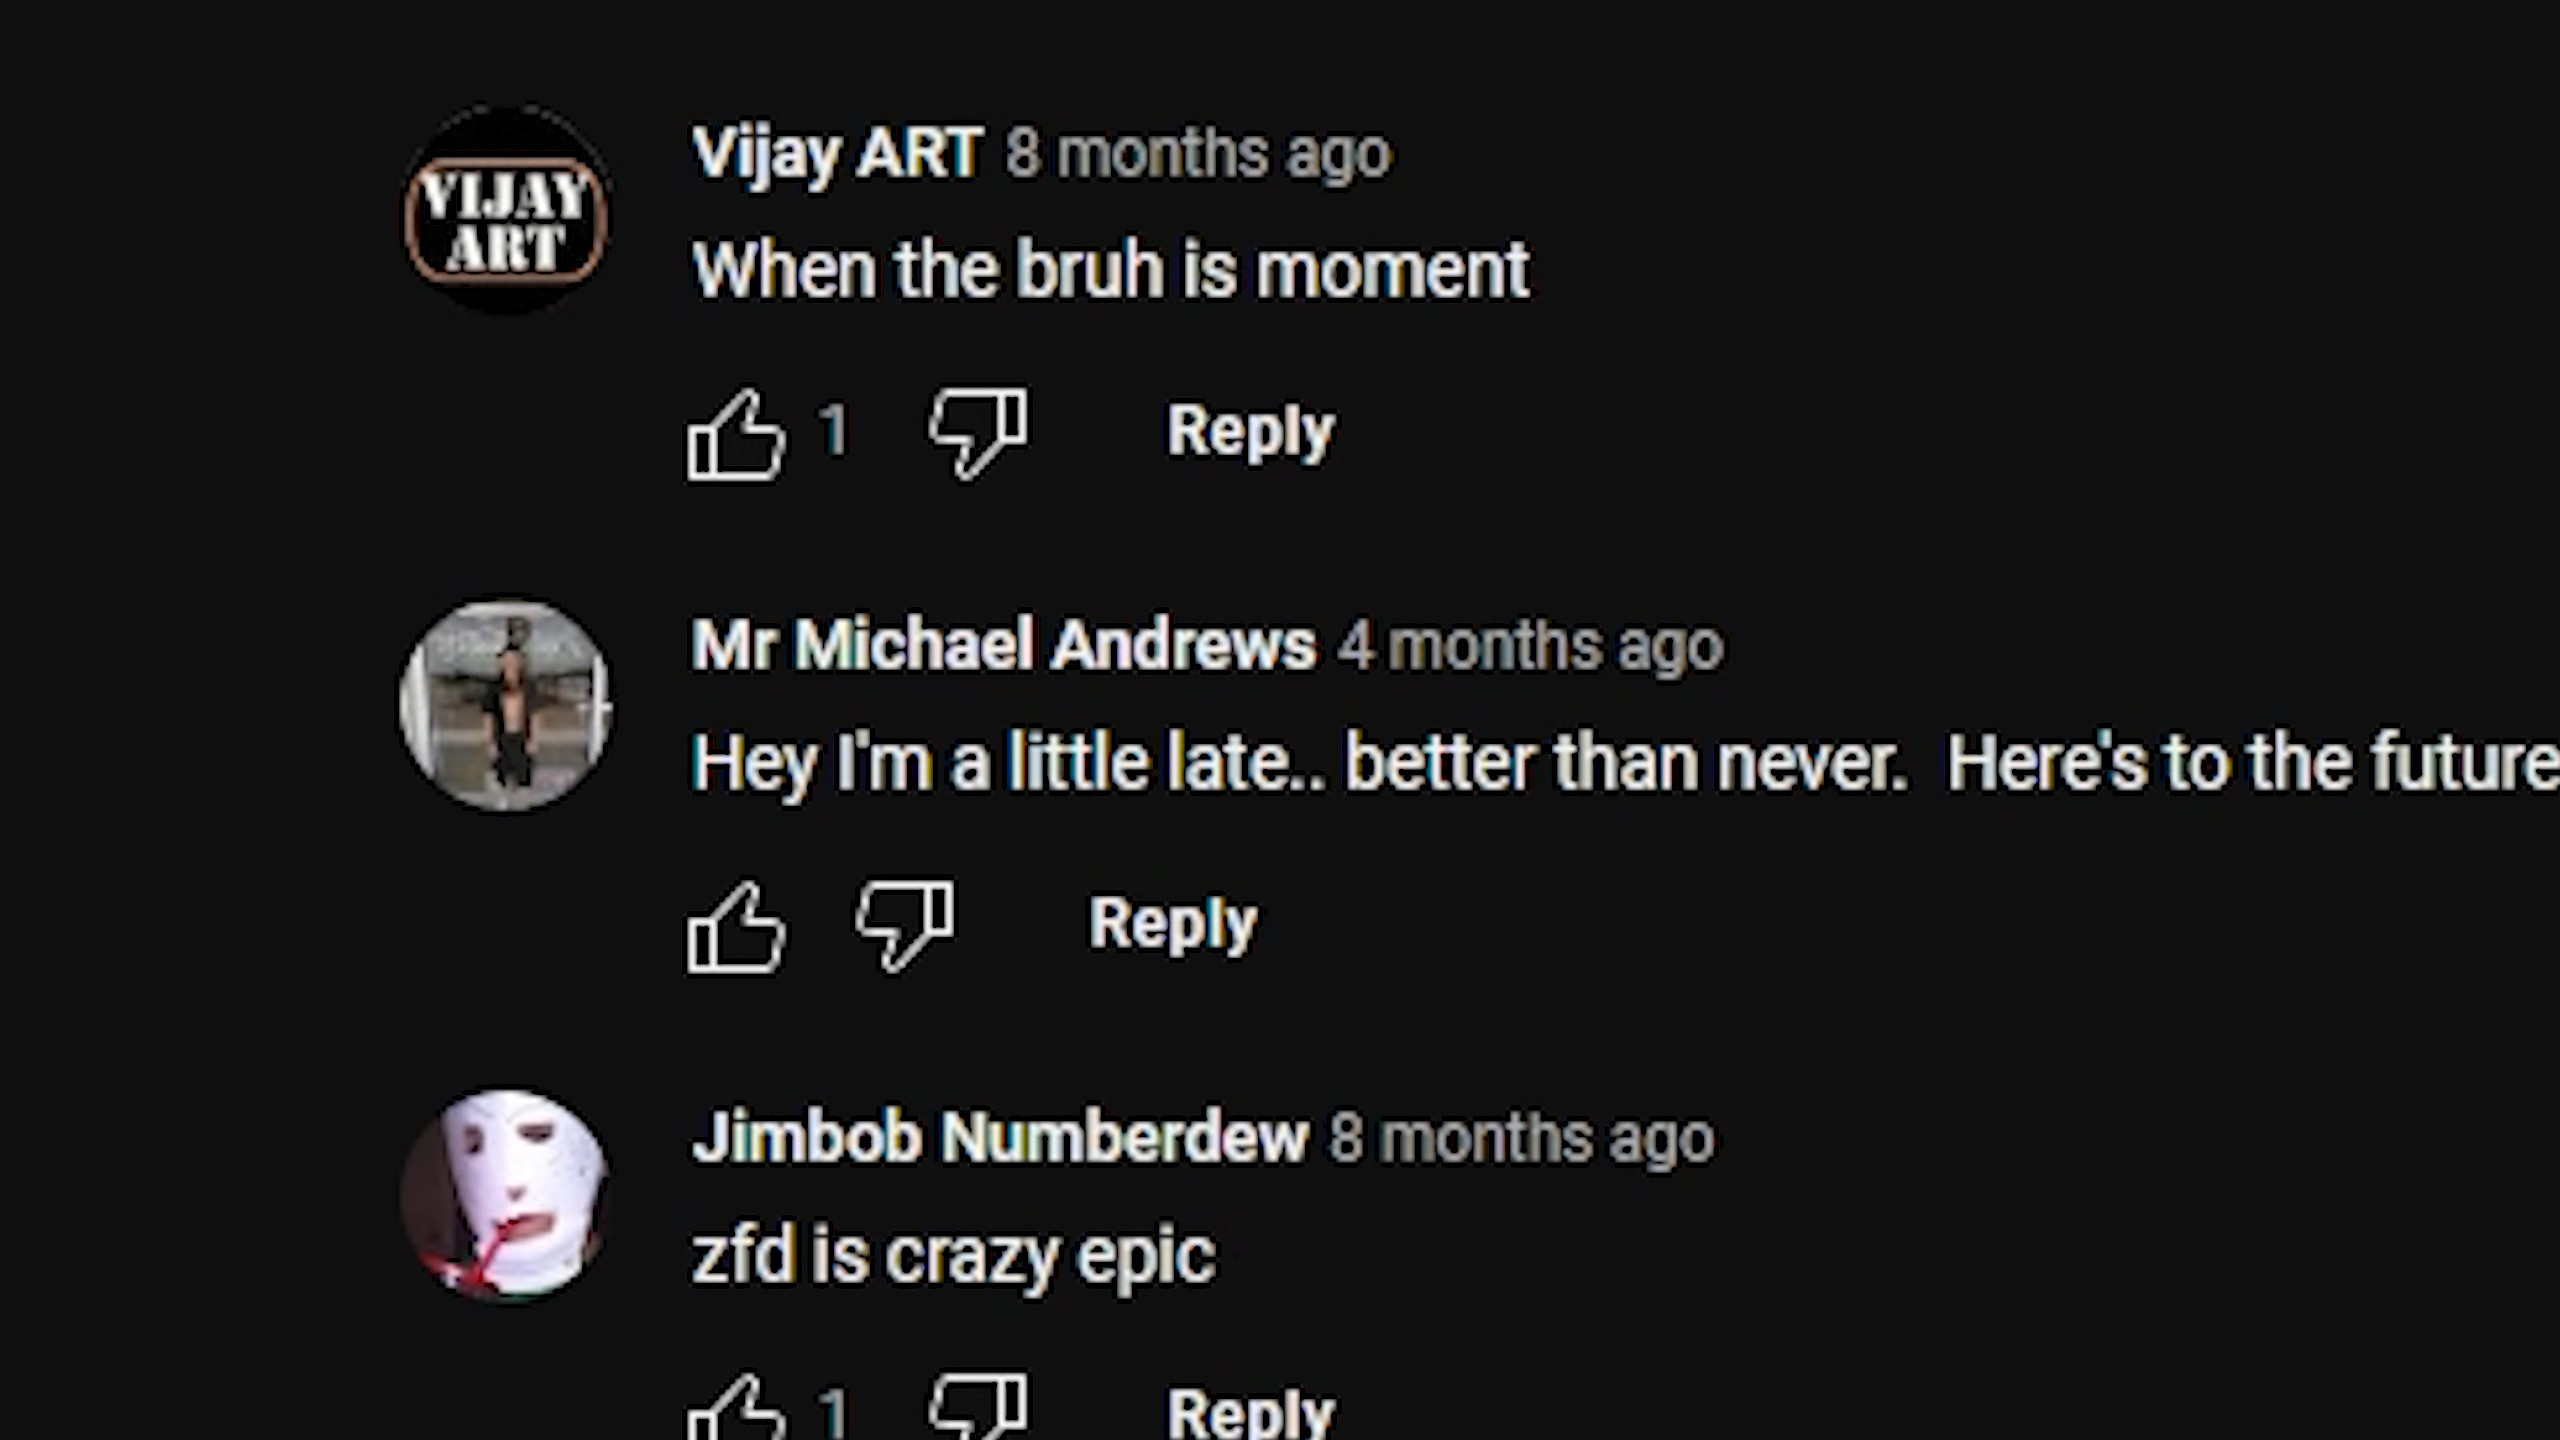 VIJAY
ART
Vijay ART 8 months ago
When the bruh is moment
1 Reply
Mr Michael Andrews 4 months ago
Hey I'm a little late.. better than never.  Here's to the future
Reply
Jimbob Numberdew 8 months ago
zfd is crazy epic
1 Reply